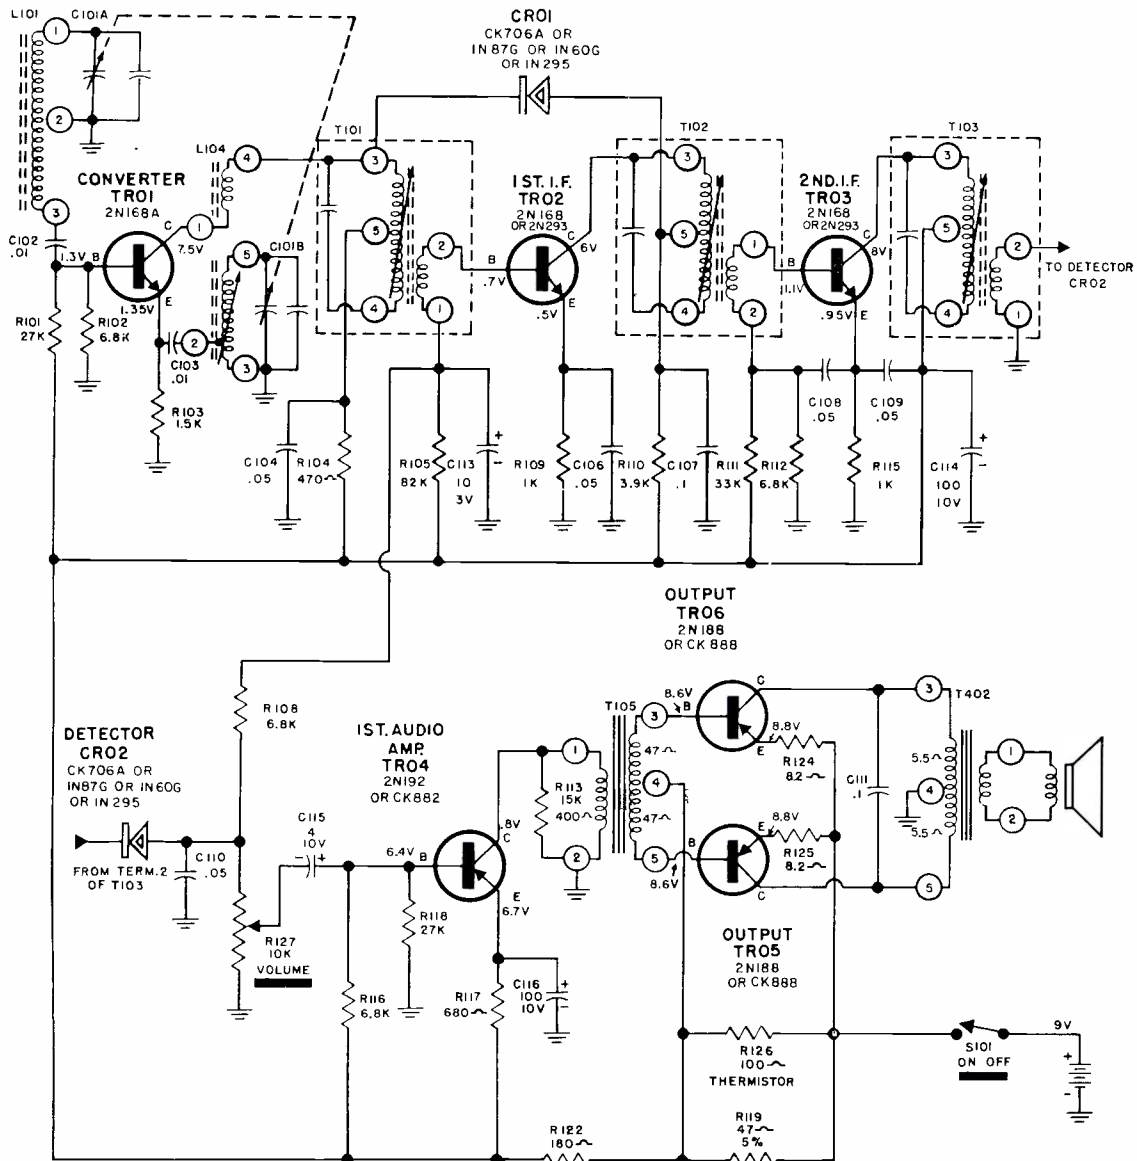 L101
C101A
1
2
3
CR01
CK706A OR
IN87G OR IN60G
OR IN295
CONVERTER
TR01
2N168A
C
7.5V
1
L104
4
C102
.01
1.3V
B
E
1.35V
R101
27K
R102
6.8K
C103
.01
2
5
3
C101B
R103
1.5K
T101
3
5
4
2
1
C104
.05
R104
470~
R105
82K
C113
10
3V
+
-
1ST. I.F.
TR02
2N168
OR2N293
C
6V
B
.7V
E
.5V
R109
1K
C106
.05
R110
3.9K
C107
.1
T102
3
5
4
1
2
R111
33K
R112
6.8K
2ND. I.F.
TR03
2N168
OR2N293
C
8V
B
1.1V
.95V
E
C108
.05
C109
.05
R115
1K
C114
100
10V
+
-
T103
3
5
4
2
1
TO DETECTOR
CR02
OUTPUT
TR06
2N188
OR CK 888
R108
6.8K
DETECTOR
CR02
CK706A OR
IN87G OR IN60G
OR IN 295
FROM TERM.2
OF T103
C110
.05
R127
10K
VOLUME
C115
4
10V
-
+
1ST. AUDIO
AMP.
TR04
2N192
OR CK882
.8V
C
6.4V
B
E
6.7V
R118
27K
R116
6.8K
R117
680~
C116
100
10V
+
-
R113
15K
400~
1
2
T105
3
4
5
47~
47~
8.6V
B
C
8.8V
E
R124
8.2~
8.8V
E
R125
8.2~
8.6V
B
C
C111
.1
3
4
5
T402
5.5~
5.5~
1
2
OUTPUT
TR05
2N188
OR CK888
R126
100~
THERMISTOR
S101
ON OFF
9V
+
-
R122
180~
R119
47~
5%